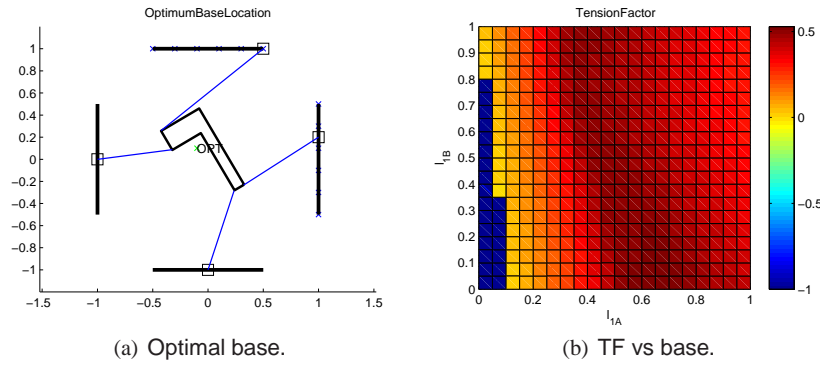 OptimumBaseLocation
1
0.8
0.6
0.4
0.2
0
−0.2
−0.4
−0.6
−0.8
−1
OPT
−1.5 −1 −0.5 0 0.5 1 1.5
(a) Optimal base.
TensionFactor
1
0.9
0.8
0.7
0.6
0.5
0.4
0.3
0.2
0.1
0
l1B
0 0.2 0.4 0.6 0.8 1
l1A
0.5
0
−0.5
−1
(b) TF vs base.